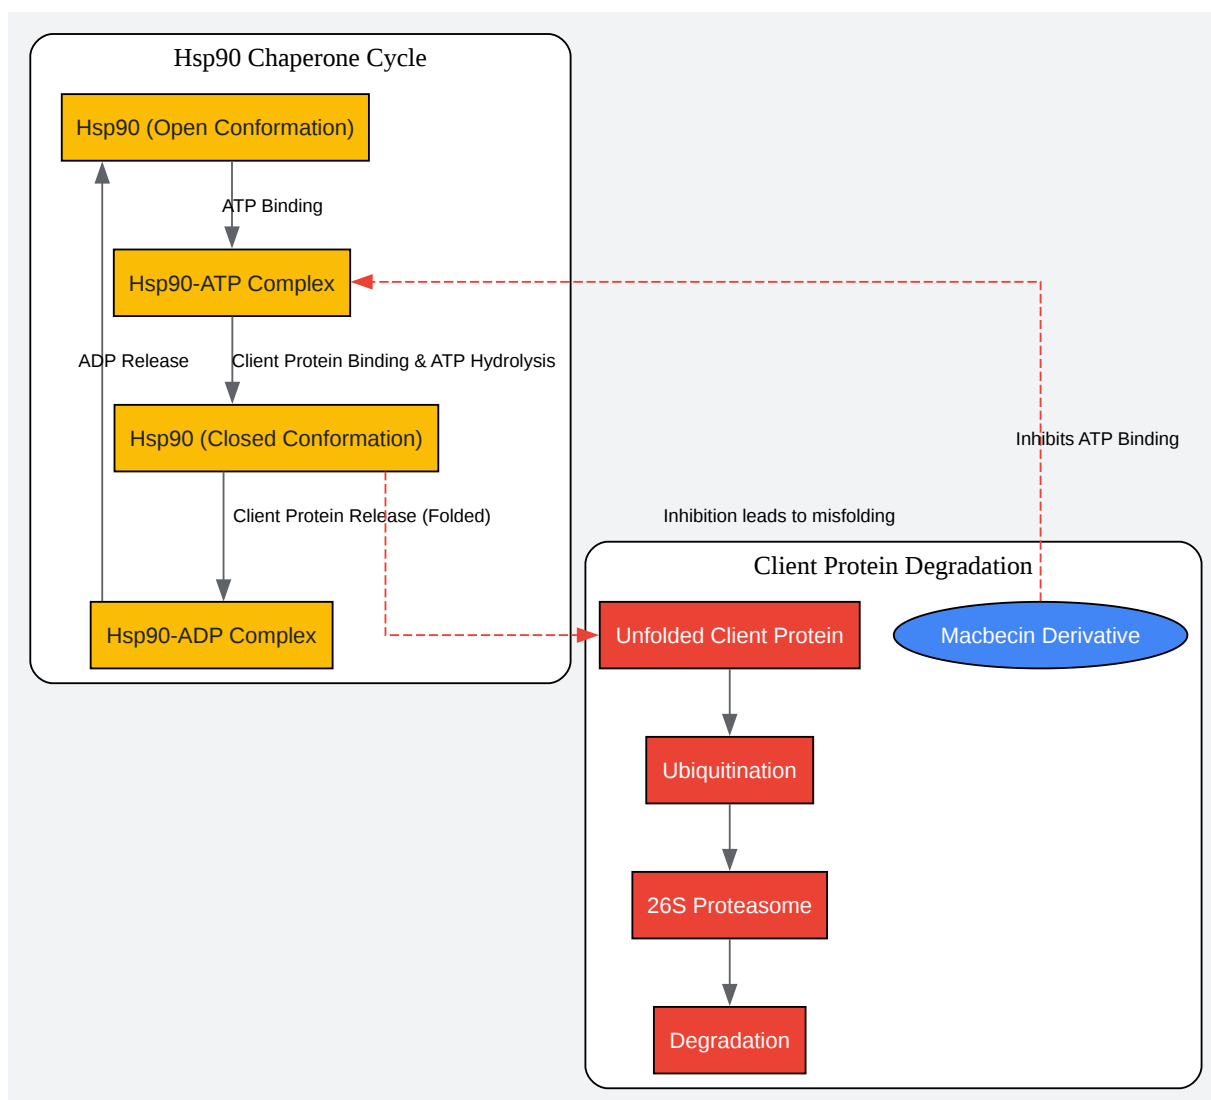 Hsp90 Chaperone Cycle
Hsp90 (Open Conformation)
ATP Binding
Hsp90-ATP Complex
ADP Release
Client Protein Binding & ATP Hydrolysis
Hsp90 (Closed Conformation)
Inhibits ATP Binding
Client Protein Release (Folded)
Inhibition leads to misfolding
Client Protein Degradation
Hsp90-ADP Complex
Unfolded Client Protein
Macbecin Derivative
Ubiquitination
26S Proteasome
Degradation